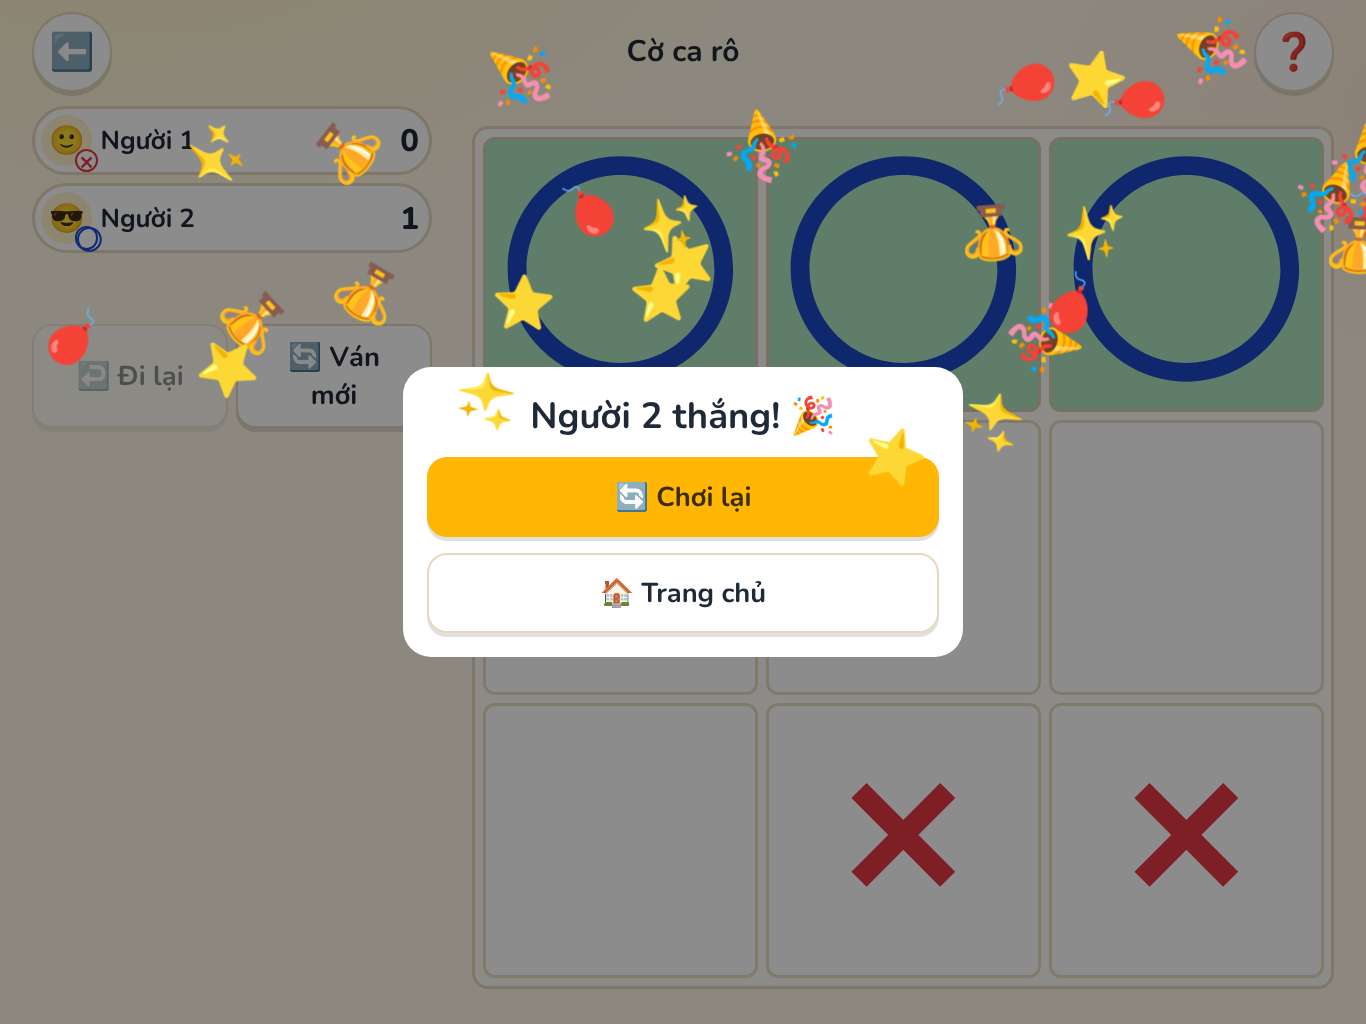 Cờ ca rô
Người 1
0
Người 2
1
Đi lại
Ván
mới
Người 2 thắng!
Chơi lại
Trang chủ